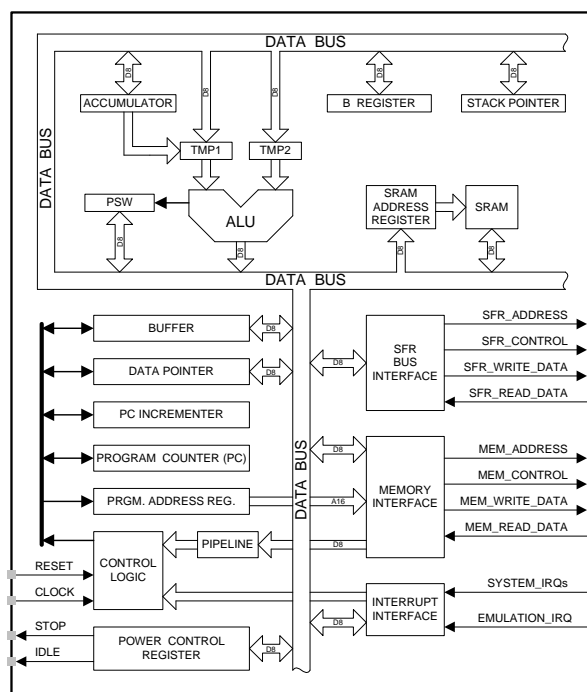 DATA BUS
D8
D8
D8
D8
D8
ACCUMULATOR
B REGISTER
STACK POINTER
DATA BUS
TMP1
TMP2
PSW
ALU
SRAM
ADDRESS
REGISTER
SRAM
D8
D8
D8
D8
DATA BUS
BUFFER
D8
DATA POINTER
D8
PC INCREMENTER
PROGRAM COUNTER (PC)
PRGM. ADDRESS REG.
A16
DATA BUS
D8
SFR
BUS
INTERFACE
SFR_ADDRESS
SFR_CONTROL
SFR_WRITE_DATA
SFR_READ_DATA
D8
MEMORY
INTERFACE
MEM_ADDRESS
MEM_CONTROL
MEM_WRITE_DATA
MEM_READ_DATA
CONTROL
LOGIC
PIPELINE
D8
RESET
CLOCK
INTERRUPT
INTERFACE
SYSTEM_IRQs
EMULATION_IRQ
D8
STOP
IDLE
POWER CONTROL
REGISTER
D8